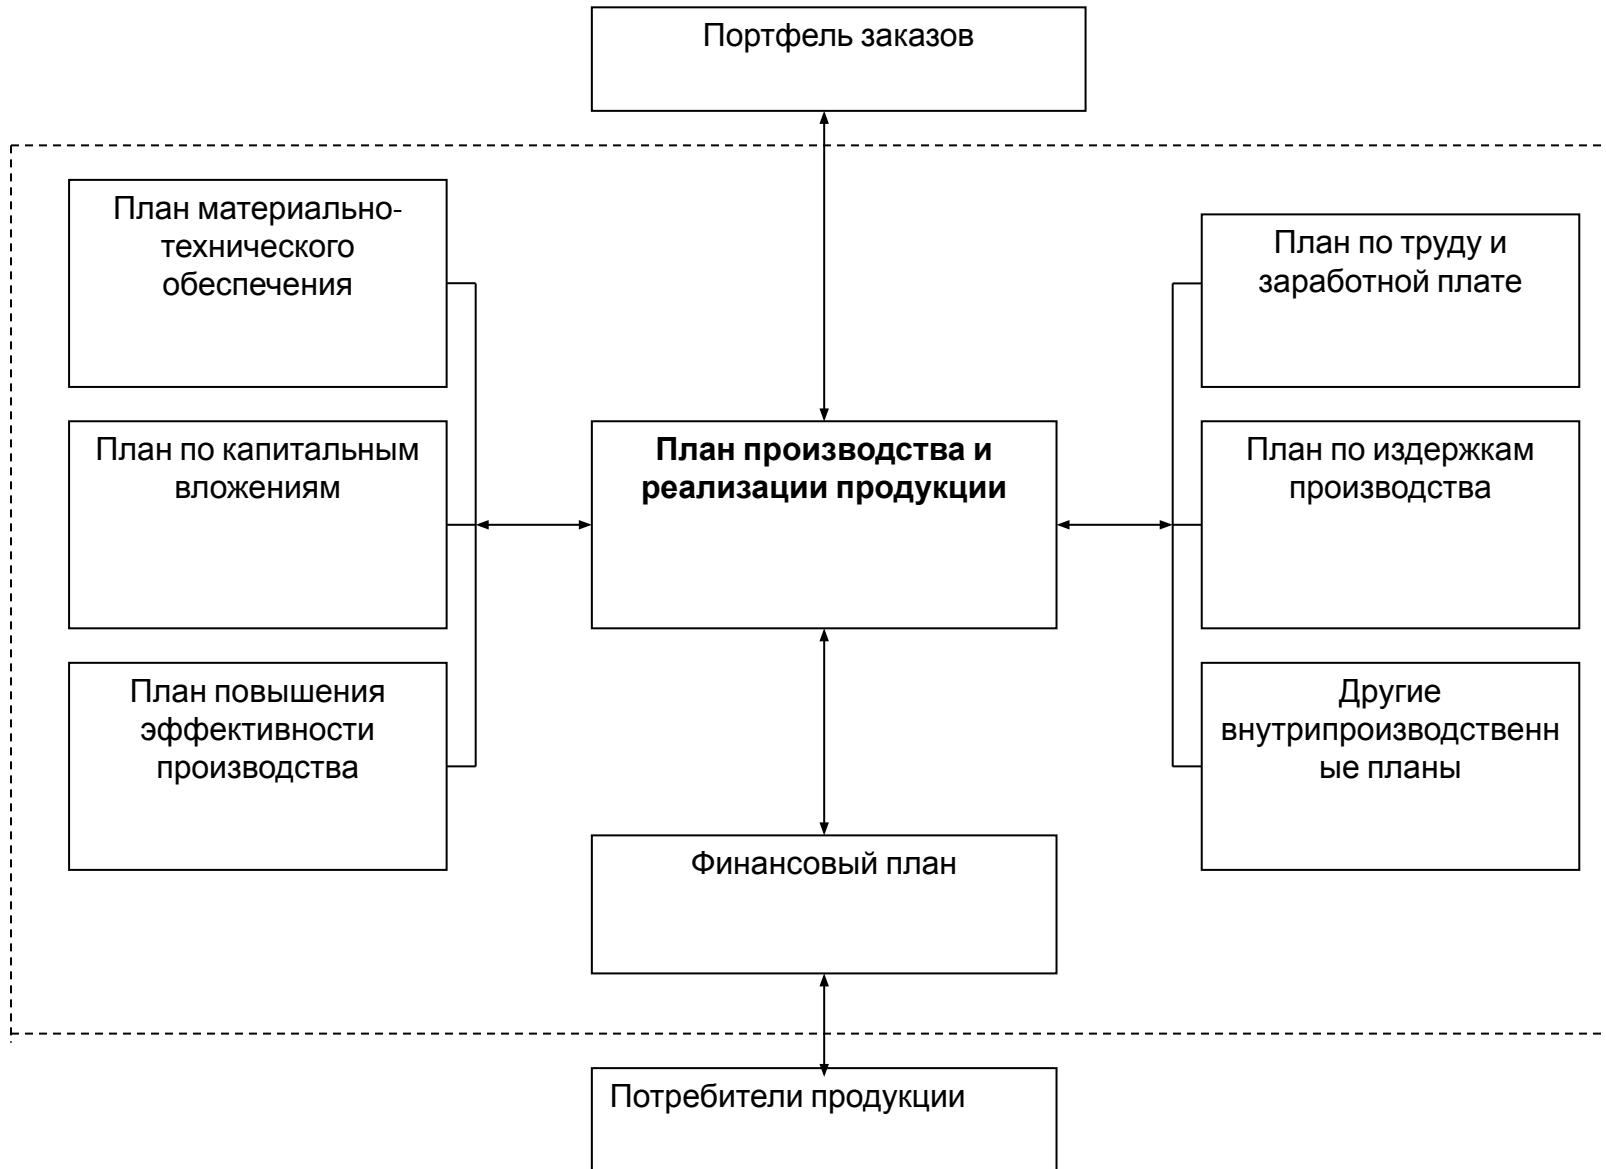 Портфель заказов
План материально-
технического
обеспечения
План по труду и
заработной плате
План по капитальным
вложениям
План производства и
реализации продукции
План по издержкам
производства
План повышения
эффективности
производства
Другие
внутрипроизводственн
ые планы
Финансовый план
Потребители продукции